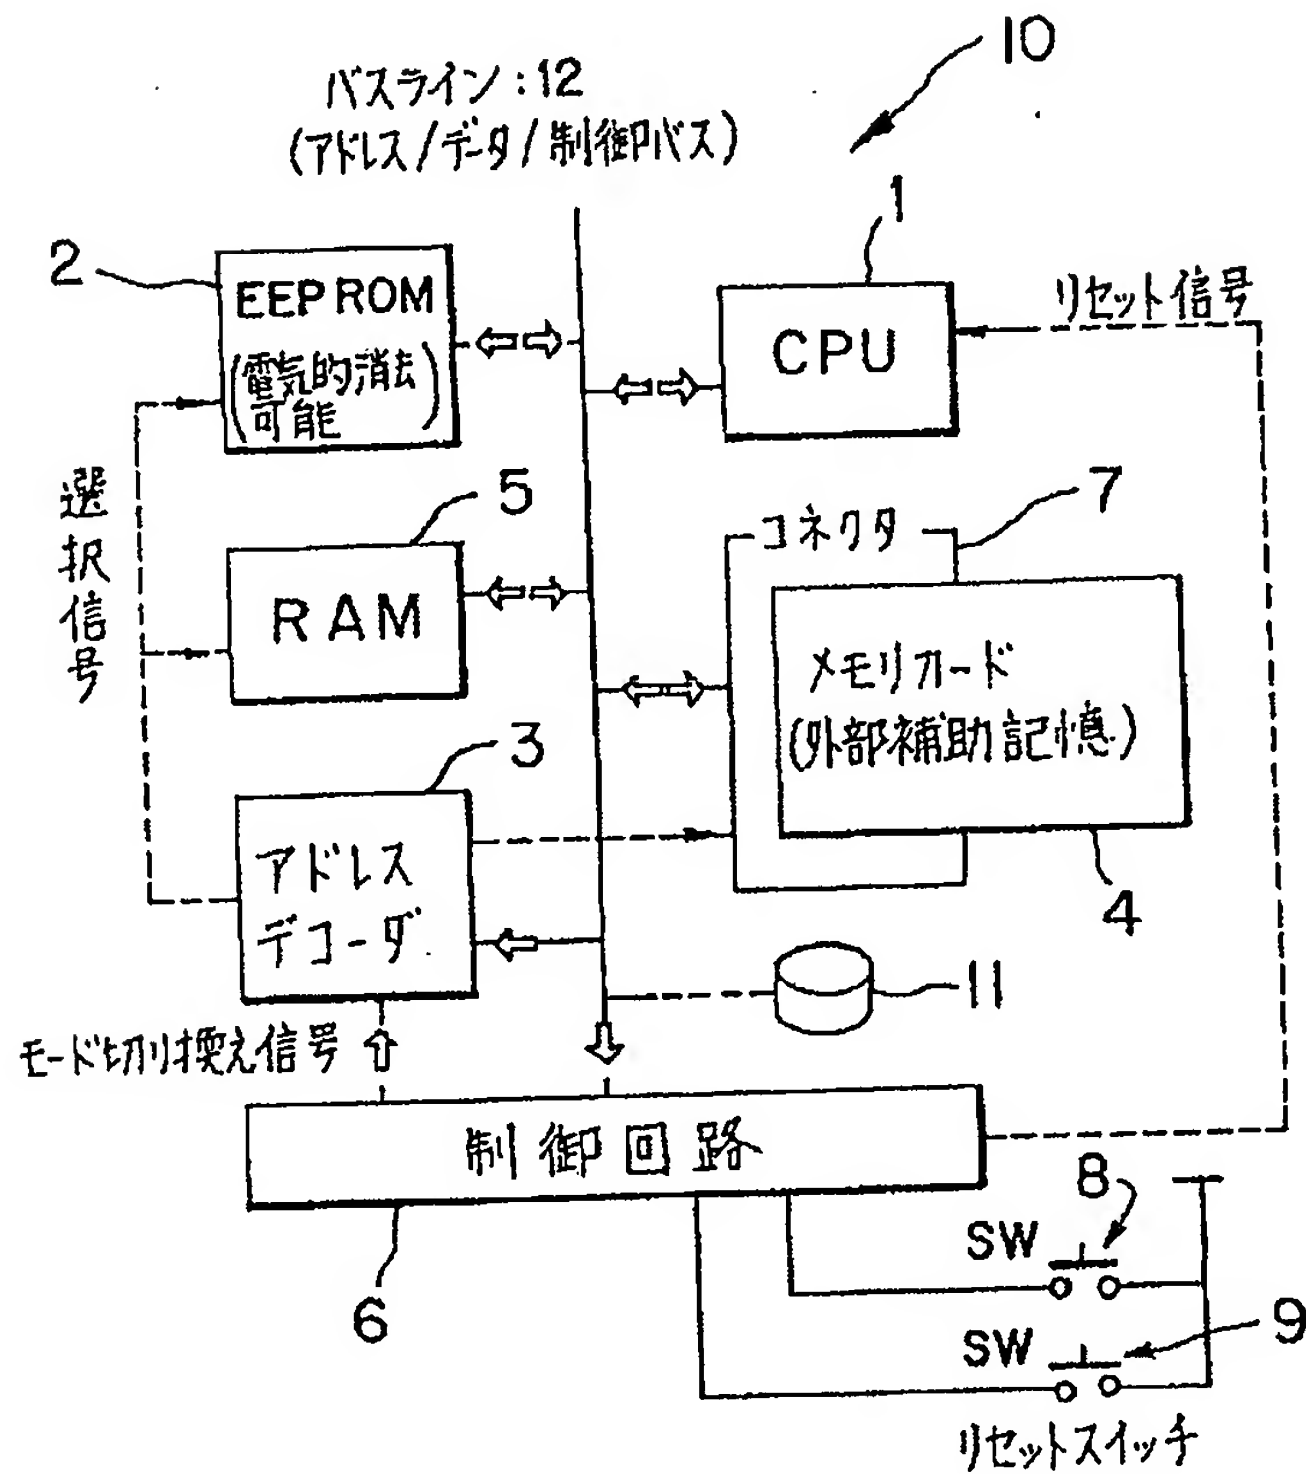 10
バスライン:12
(アドレス/データ/制御バス)
1
2
EEPROM
(電気的消去
可能)
CPU
リセット信号
選択信号
5
RAM
7
コネクタ
メモリカード
(外部補助記憶)
3
アドレス
デコーダ
4
11
モード切り換え信号
制御回路
6
8
SW
9
SW
リセットスイッチ